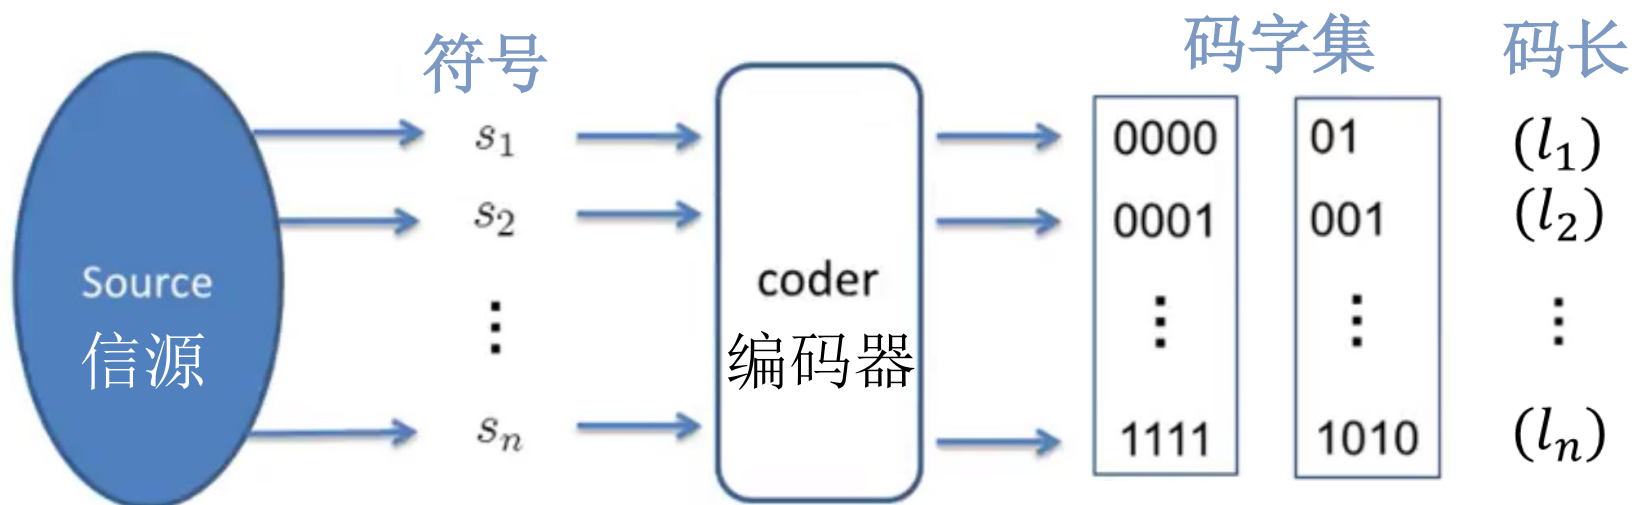 符号 码字集 码长
s₁ 0000 01 (l₁)
s₂ 0001 001 (l₂)
Source coder
⋮ ⋮ ⋮ ⋮
信源 编码器
sₙ 1111 1010 (lₙ)